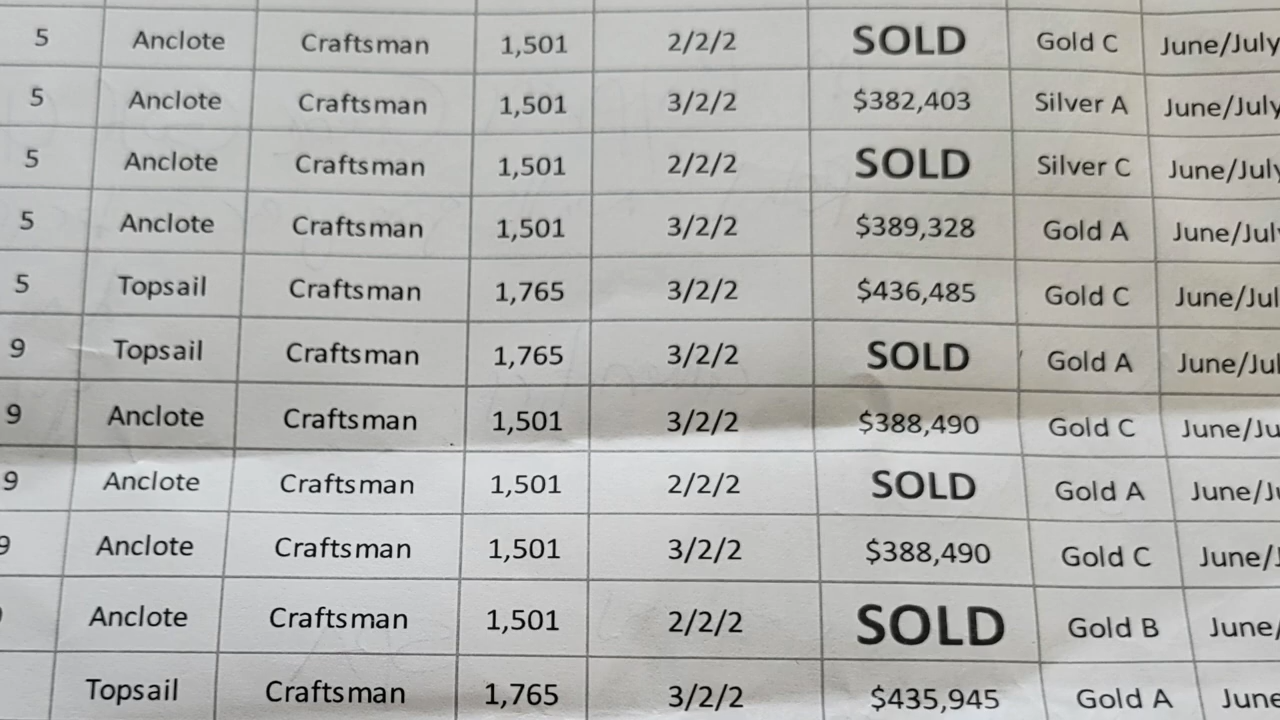 5 Anclote Craftsman 1,501 2/2/2 SOLD Gold C June/July
5 Anclote Craftsman 1,501 3/2/2 $382,403 Silver A June/July
5 Anclote Craftsman 1,501 2/2/2 SOLD Silver C June/July
5 Anclote Craftsman 1,501 3/2/2 $389,328 Gold A June/July
5 Topsail Craftsman 1,765 3/2/2 $436,485 Gold C June/Jul
9 Topsail Craftsman 1,765 3/2/2 SOLD Gold A June/Jul
9 Anclote Craftsman 1,501 3/2/2 $388,490 Gold C June/Ju
9 Anclote Craftsman 1,501 2/2/2 SOLD Gold A June/Ju
9 Anclote Craftsman 1,501 3/2/2 $388,490 Gold C June/J
Anclote Craftsman 1,501 2/2/2 SOLD Gold B June/
Topsail Craftsman 1,765 3/2/2 $435,945 Gold A June